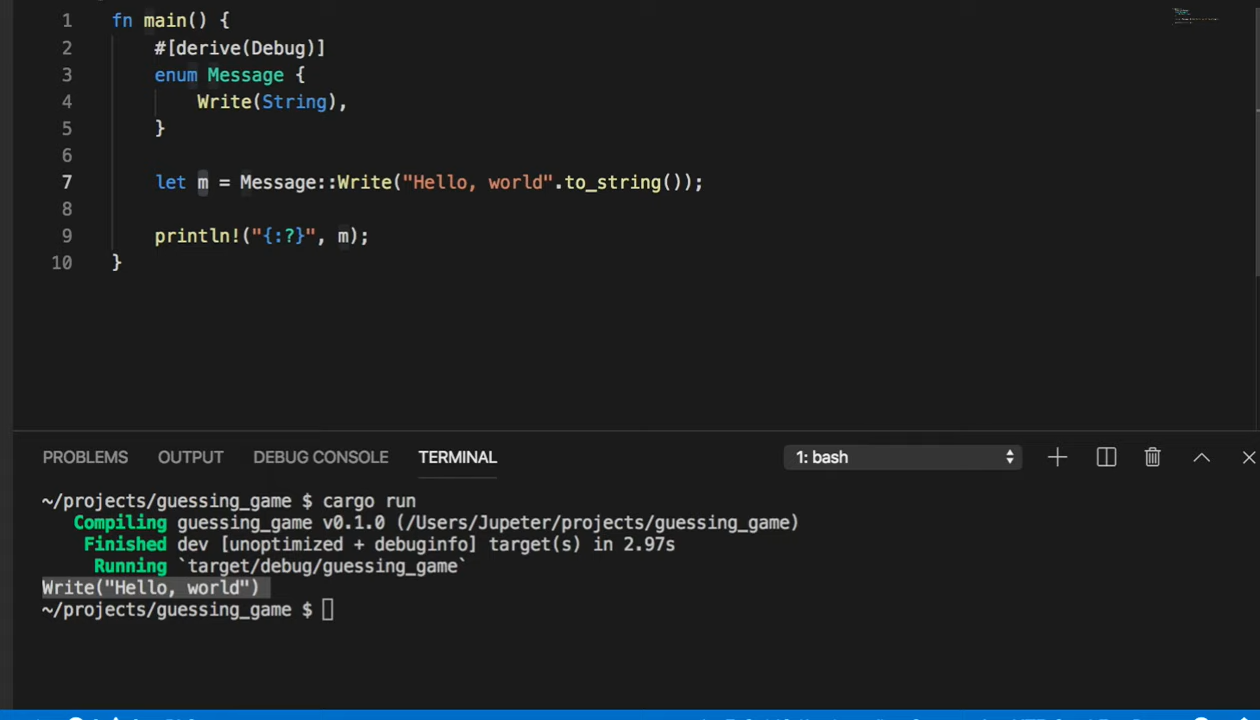 1 fn main() {
2 #[derive(Debug)]
3 enum Message {
4 Write(String),
5 }
6
7 let m = Message::Write("Hello, world".to_string());
8
9 println!("{:?}", m);
10 }
PROBLEMS OUTPUT DEBUG CONSOLE TERMINAL 1: bash
~/projects/guessing_game $ cargo run
Compiling guessing_game v0.1.0 (/Users/Jupeter/projects/guessing_game)
Finished dev [unoptimized + debuginfo] target(s) in 2.97s
Running `target/debug/guessing_game`
Write("Hello, world")
~/projects/guessing_game $